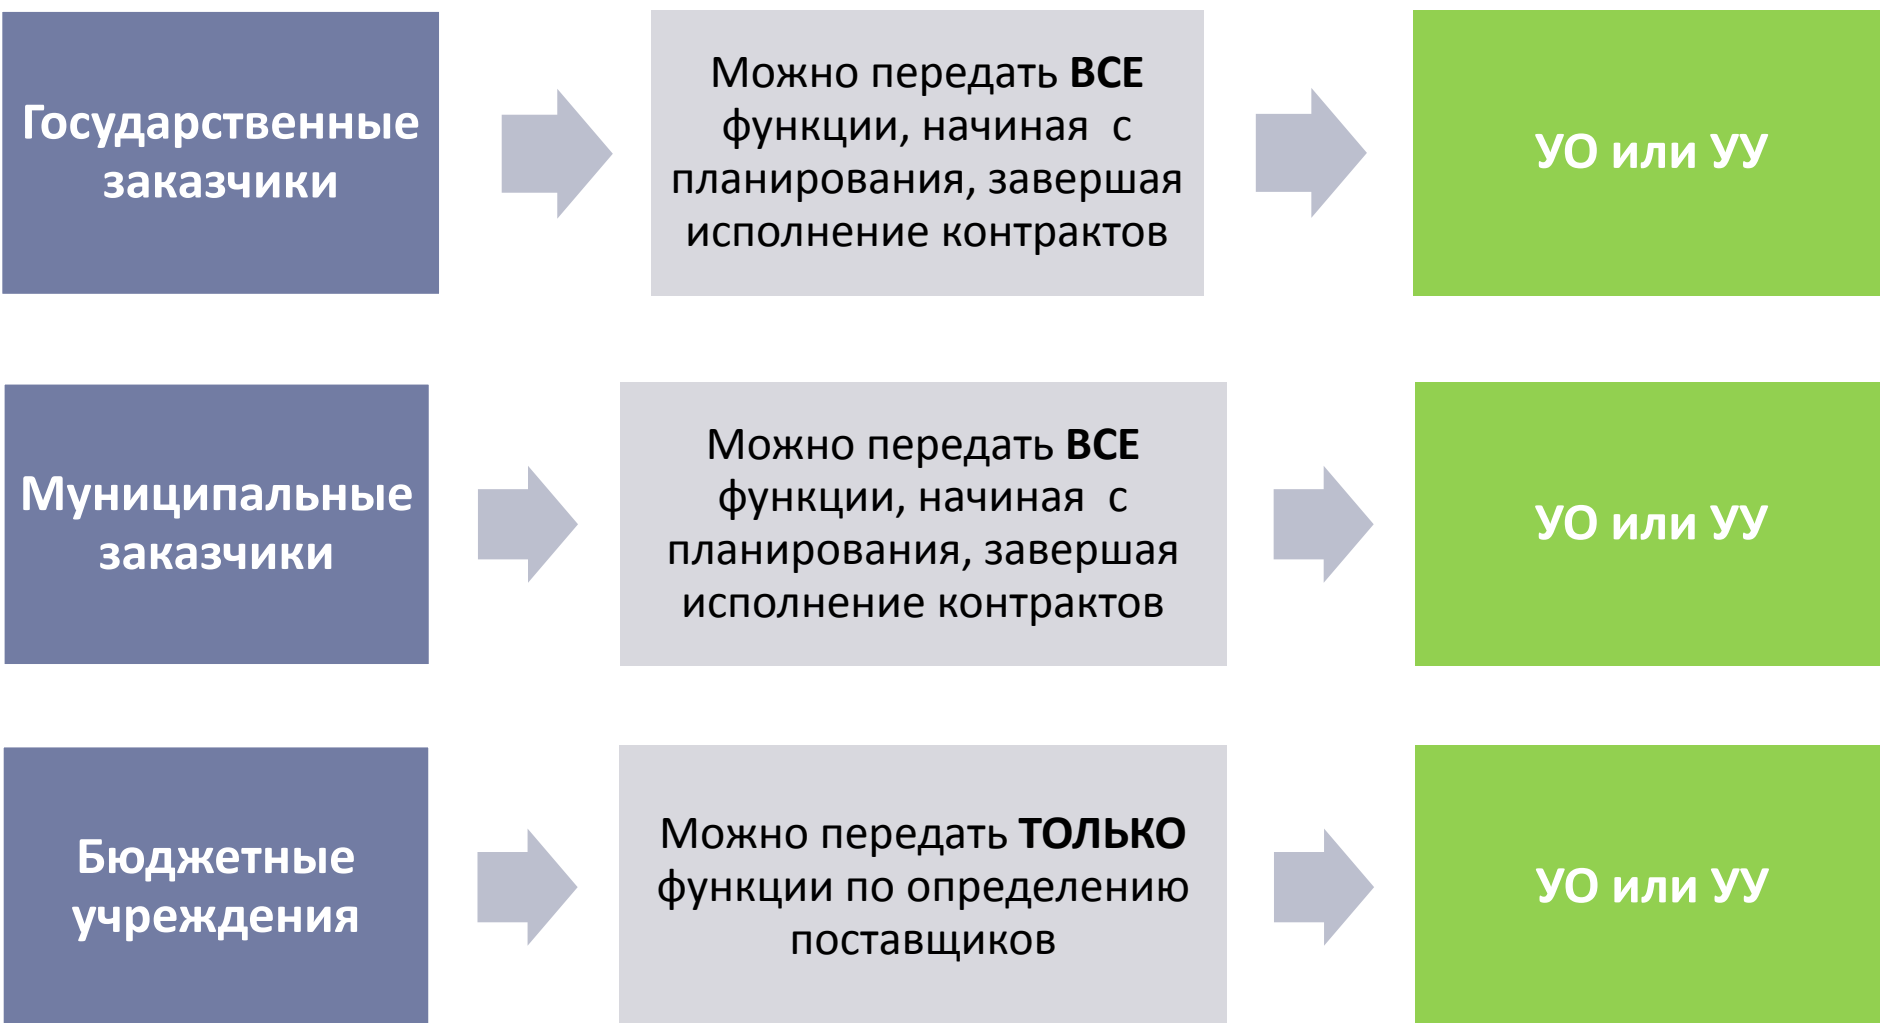 Государственные
заказчики
Можно передать ВСЕ
функции, начиная с
планирования, завершая
исполнение контрактов
УО или УУ
Муниципальные
заказчики
Можно передать ВСЕ
функции, начиная с
планирования, завершая
исполнение контрактов
УО или УУ
Бюджетные
учреждения
Можно передать ТОЛЬКО
функции по определению
поставщиков
УО или УУ